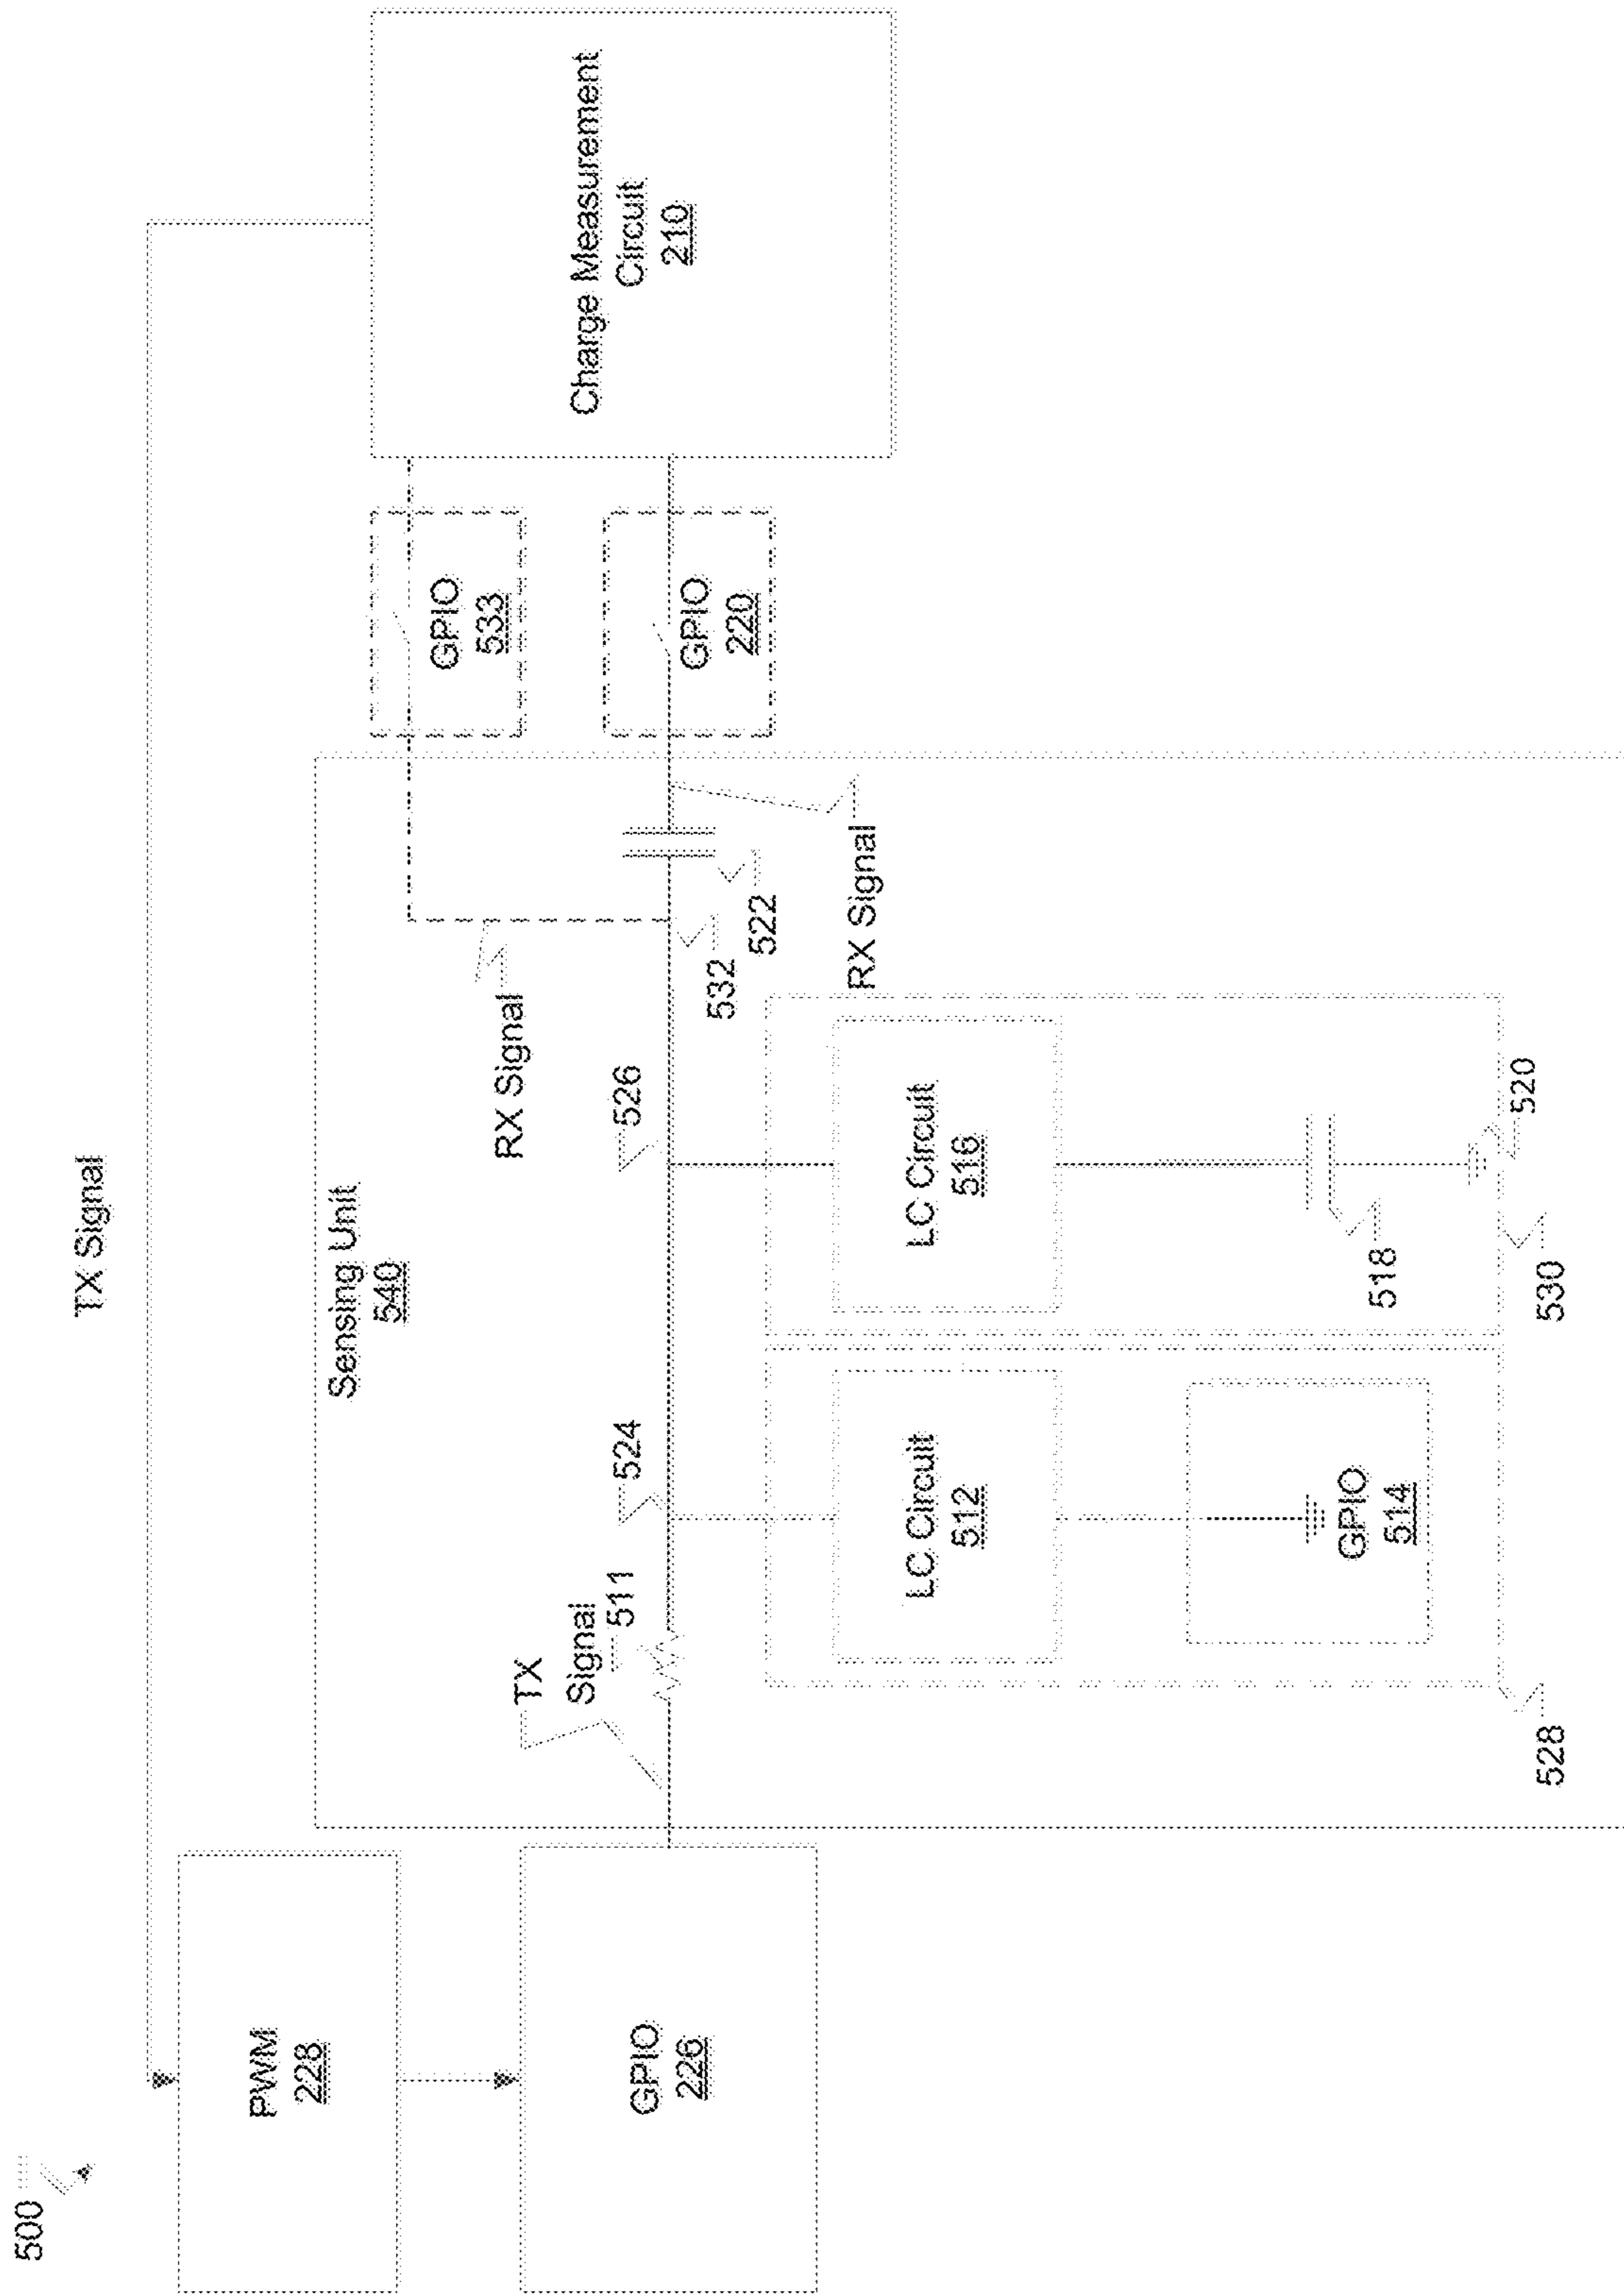 500
TX Signal
PWM
228
GPIO
226
Sensing Unit
540
TX
Signal
511
524
526
RX Signal
532
522
RX Signal
LC Circuit
512
GPIO
514
528
LC Circuit
516
518
520
530
GPIO
533
GPIO
220
Charge Measurement
Circuit
210